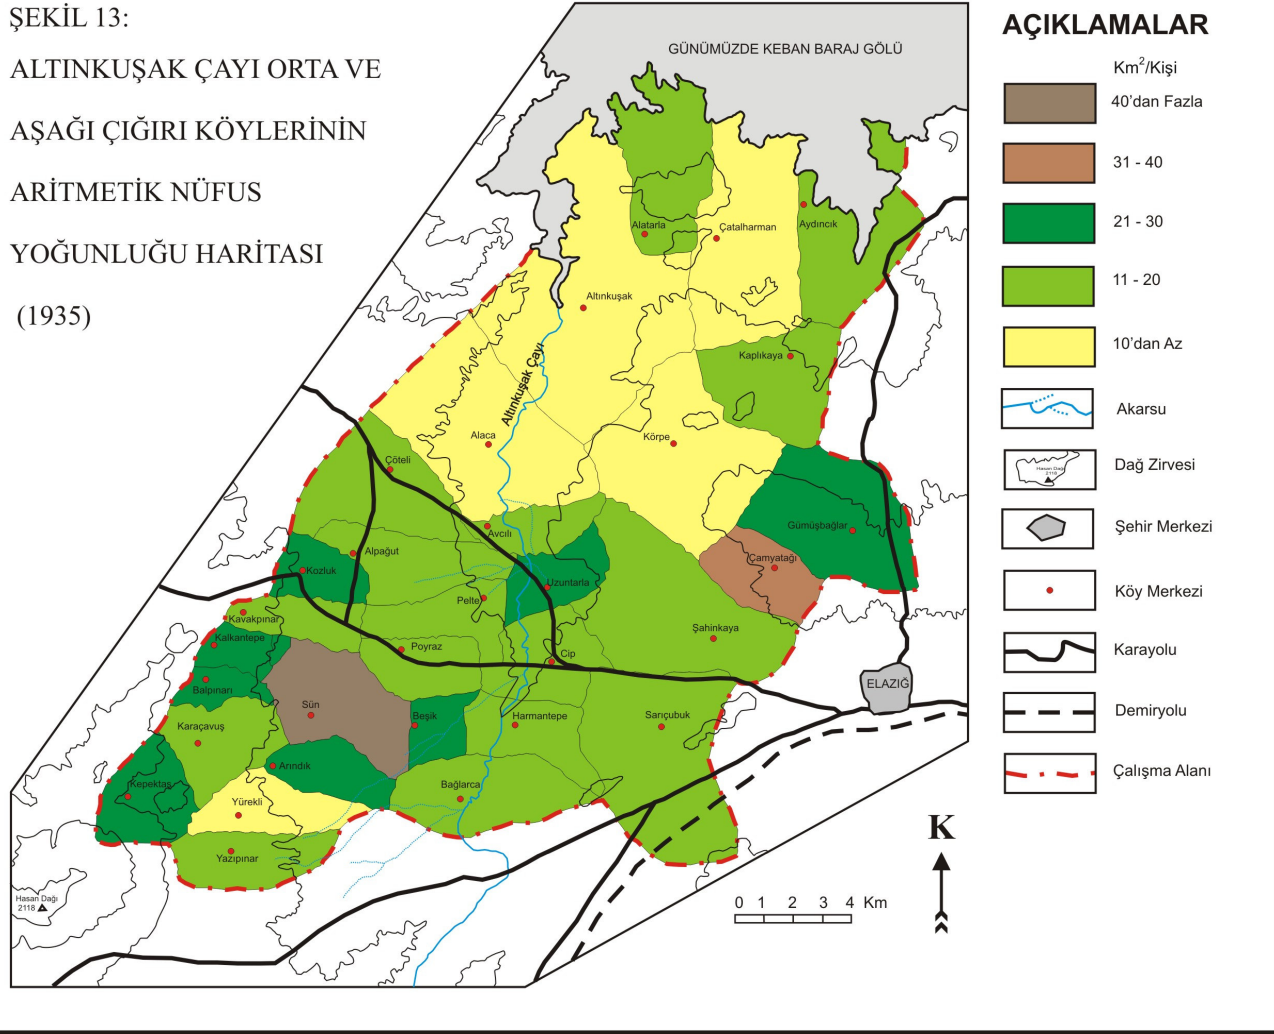 ŞEKİL 13:
ALTINKUŞAK ÇAYI ORTA VE
AŞAĞI ÇIĞIRI KÖYLERİNİN
ARİTMETİK NÜFUS
YOĞUNLUĞU HARİTASI
(1935)
GÜNÜMÜZDE KEBAN BARAJ GÖLÜ
Alatarla
Çatalharman
Aydıncık
Altınkuşak
Altınkuşak Çayı
Kaplıkaya
Alaca
Körpe
Çöteli
Gümüşbağlar
Avcılı
Alpağut
Çamyatağı
Kozluk
Uzuntarla
Pelte
Kavakpınar
Şahinkaya
Kalkantepe
Poyraz
Cip
ELAZIĞ
Balpınarı
Sün
Beşik
Harmantepe
Sarıçubuk
Karaçavuş
Arındık
Kepektaş
Bağlarca
Yürekli
Yazıpınar
Hasan Dağı
2118
K
0 1 2 3 4 Km
AÇIKLAMALAR
Km2/Kişi
40'dan Fazla
31 - 40
21 - 30
11 - 20
10'dan Az
Akarsu
Hasan Dağı
2118
Dağ Zirvesi
Şehir Merkezi
Köy Merkezi
Karayolu
Demiryolu
Çalışma Alanı